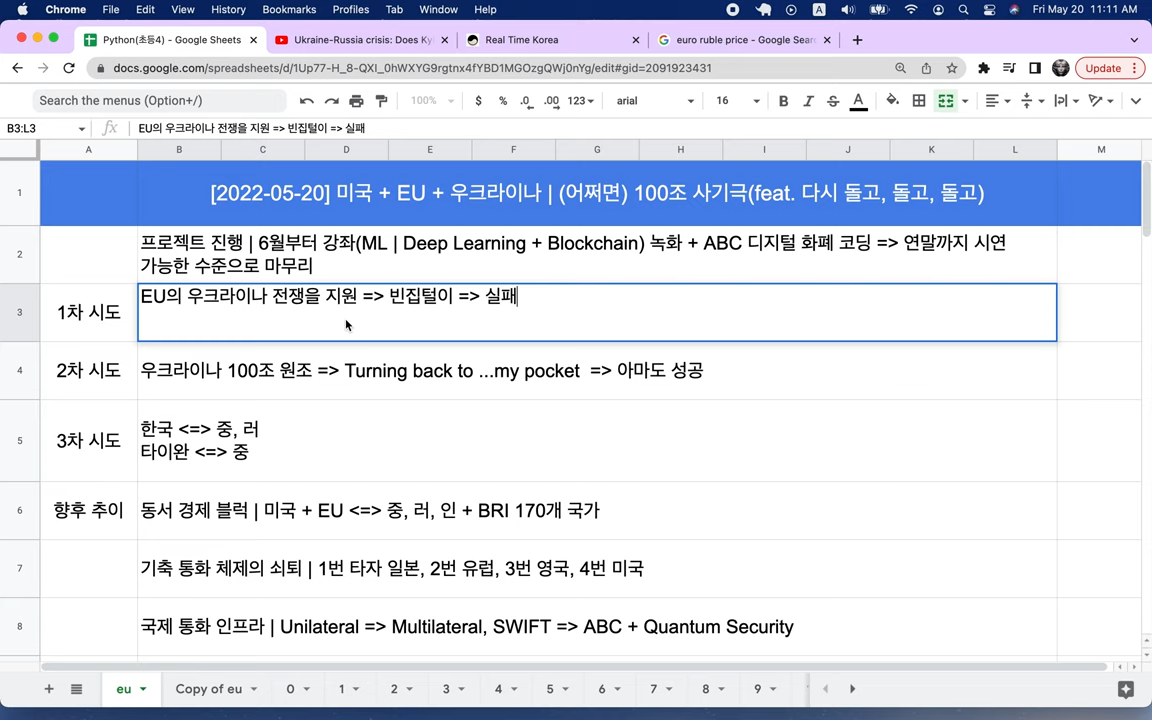 Chrome File Edit View History Bookmarks Profiles Tab Window Help Fri May 20 11:11 AM
Python(초등4) - Google Sheets Ukraine-Russia crisis: Does Ky Real Time Korea euro ruble price - Google Sear
docs.google.com/spreadsheets/d/1Up77-H_8-QXI_0hWXYG9rgtnx4fYBD1MGOzgQWj0nYg/edit#gid=2091923431 Update
Search the menus (Option+/) 100% $ % .0 .00 123 arial 16 B I S A
B3:L3 fx EU의 우크라이나 전쟁을 지원 => 빈집털이 => 실패
A B C D E F G H I J K L M
1 [2022-05-20] 미국 + EU + 우크라이나 | (어쩌면) 100조 사기극(feat. 다시 돌고, 돌고, 돌고)
2 프로젝트 진행 | 6월부터 강좌(ML | Deep Learning + Blockchain) 녹화 + ABC 디지털 화폐 코딩 => 연말까지 시연
가능한 수준으로 마무리
3 1차 시도 EU의 우크라이나 전쟁을 지원 => 빈집털이 => 실패
4 2차 시도 우크라이나 100조 원조 => Turning back to ...my pocket => 아마도 성공
5 3차 시도 한국 <=> 중, 러
타이완 <=> 중
6 향후 추이 동서 경제 블럭 | 미국 + EU <=> 중, 러, 인 + BRI 170개 국가
7 기축 통화 체제의 쇠퇴 | 1번 타자 일본, 2번 유럽, 3번 영국, 4번 미국
8 국제 통화 인프라 | Unilateral => Multilateral, SWIFT => ABC + Quantum Security
eu Copy of eu 0 1 2 3 4 5 6 7 8 9